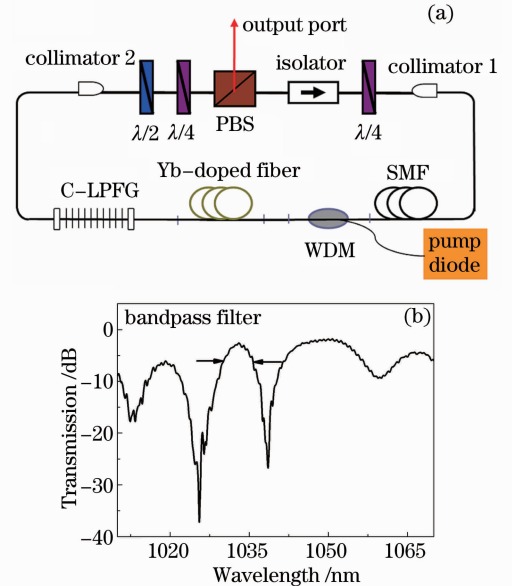 (a)
output port
collimator 2
isolator
collimator 1
λ/2
λ/4
PBS
λ/4
Yb-doped fiber
SMF
C-LPFG
WDM
pump
diode
bandpass filter
(b)
Transmission/dB
0
-10
-20
-30
-40
1020
1035
1050
1065
Wavelength /nm